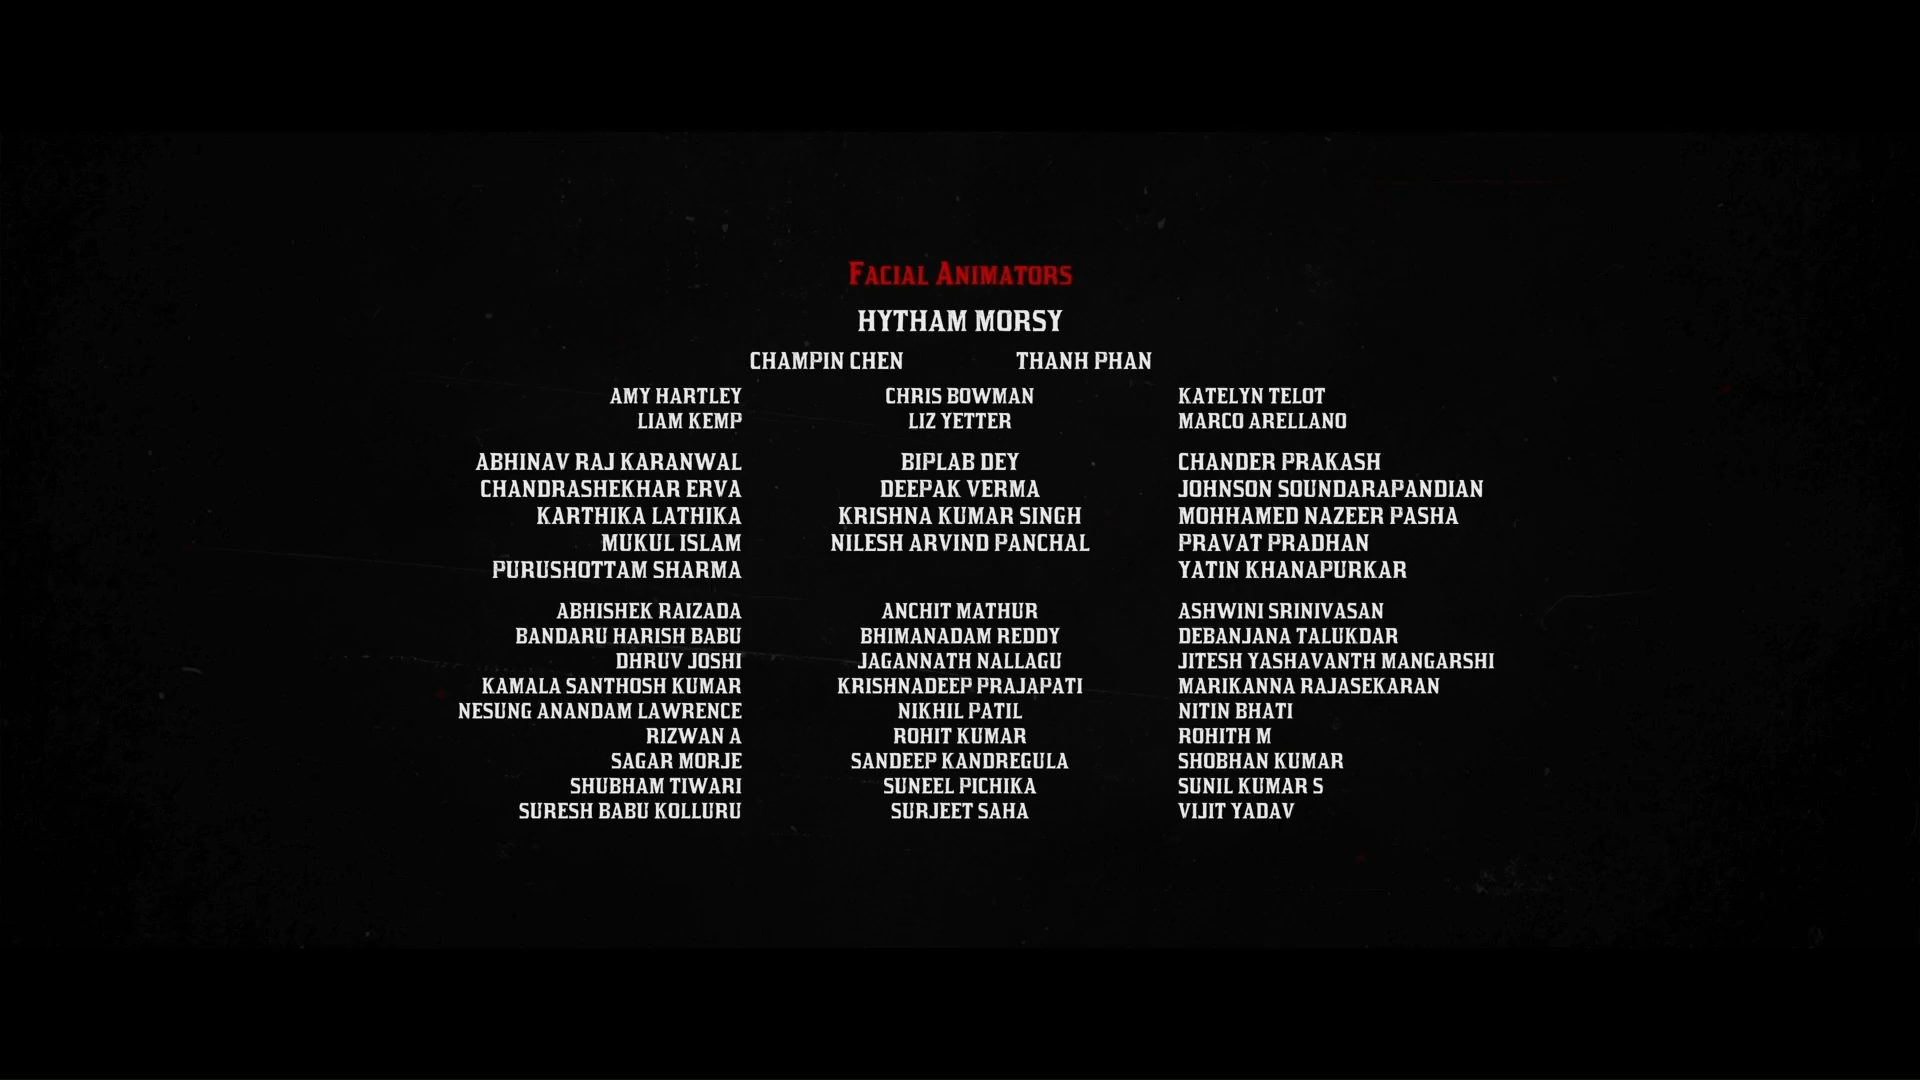 FACIAL ANIMATORS
HYTHAM MORSY
CHAMPIN CHEN THANH PHAN
AMY HARTLEY CHRIS BOWMAN KATELYN TELOT
LIAM KEMP LIZ YETTER MARCO ARELLANO
ABHINAV RAJ KARANWAL BIPLAB DEY CHANDER PRAKASH
CHANDRASHEKHAR ERVA DEEPAK VERMA JOHNSON SOUNDARAPANDIAN
KARTHIKA LATHIKA KRISHNA KUMAR SINGH MOHHAMED NAZEER PASHA
MUKUL ISLAM NILESH ARVIND PANCHAL PRAVAT PRADHAN
PURUSHOTTAM SHARMA YATIN KHANAPURKAR
ABHISHEK RAIZADA ANCHIT MATHUR ASHWINI SRINIVASAN
BANDARU HARISH BABU BHIMANADAM REDDY DEBANJANA TALUKDAR
DHRUV JOSHI JAGANNATH NALLAGU JITESH YASHAVANTH MANGARSHI
KAMALA SANTHOSH KUMAR KRISHNADEEP PRAJAPATI MARIKANNA RAJASEKARAN
NESUNG ANANDAM LAWRENCE NIKHIL PATIL NITIN BHATI
RIZWAN A ROHIT KUMAR ROHITH M
SAGAR MORJE SANDEEP KANDREGULA SHOBHAN KUMAR
SHUBHAM TIWARI SUNEEL PICHIKA SUNIL KUMAR S
SURESH BABU KOLLURU SURJEET SAHA VIJIT YADAV